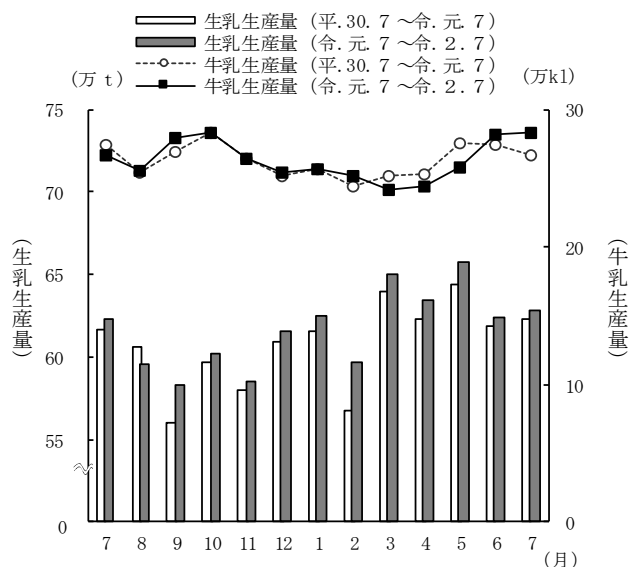 生乳生産量 (平.30.7～令.元.7)
生乳生産量 (令.元.7～令.2.7)
牛乳生産量 (平.30.7～令.元.7)
牛乳生産量 (令.元.7～令.2.7)
(万t) (万kl)
75 30
70
20
65
(生乳生産量) (牛乳生産量)
60
10
55
0 0
7 8 9 10 11 12 1 2 3 4 5 6 7
(月)